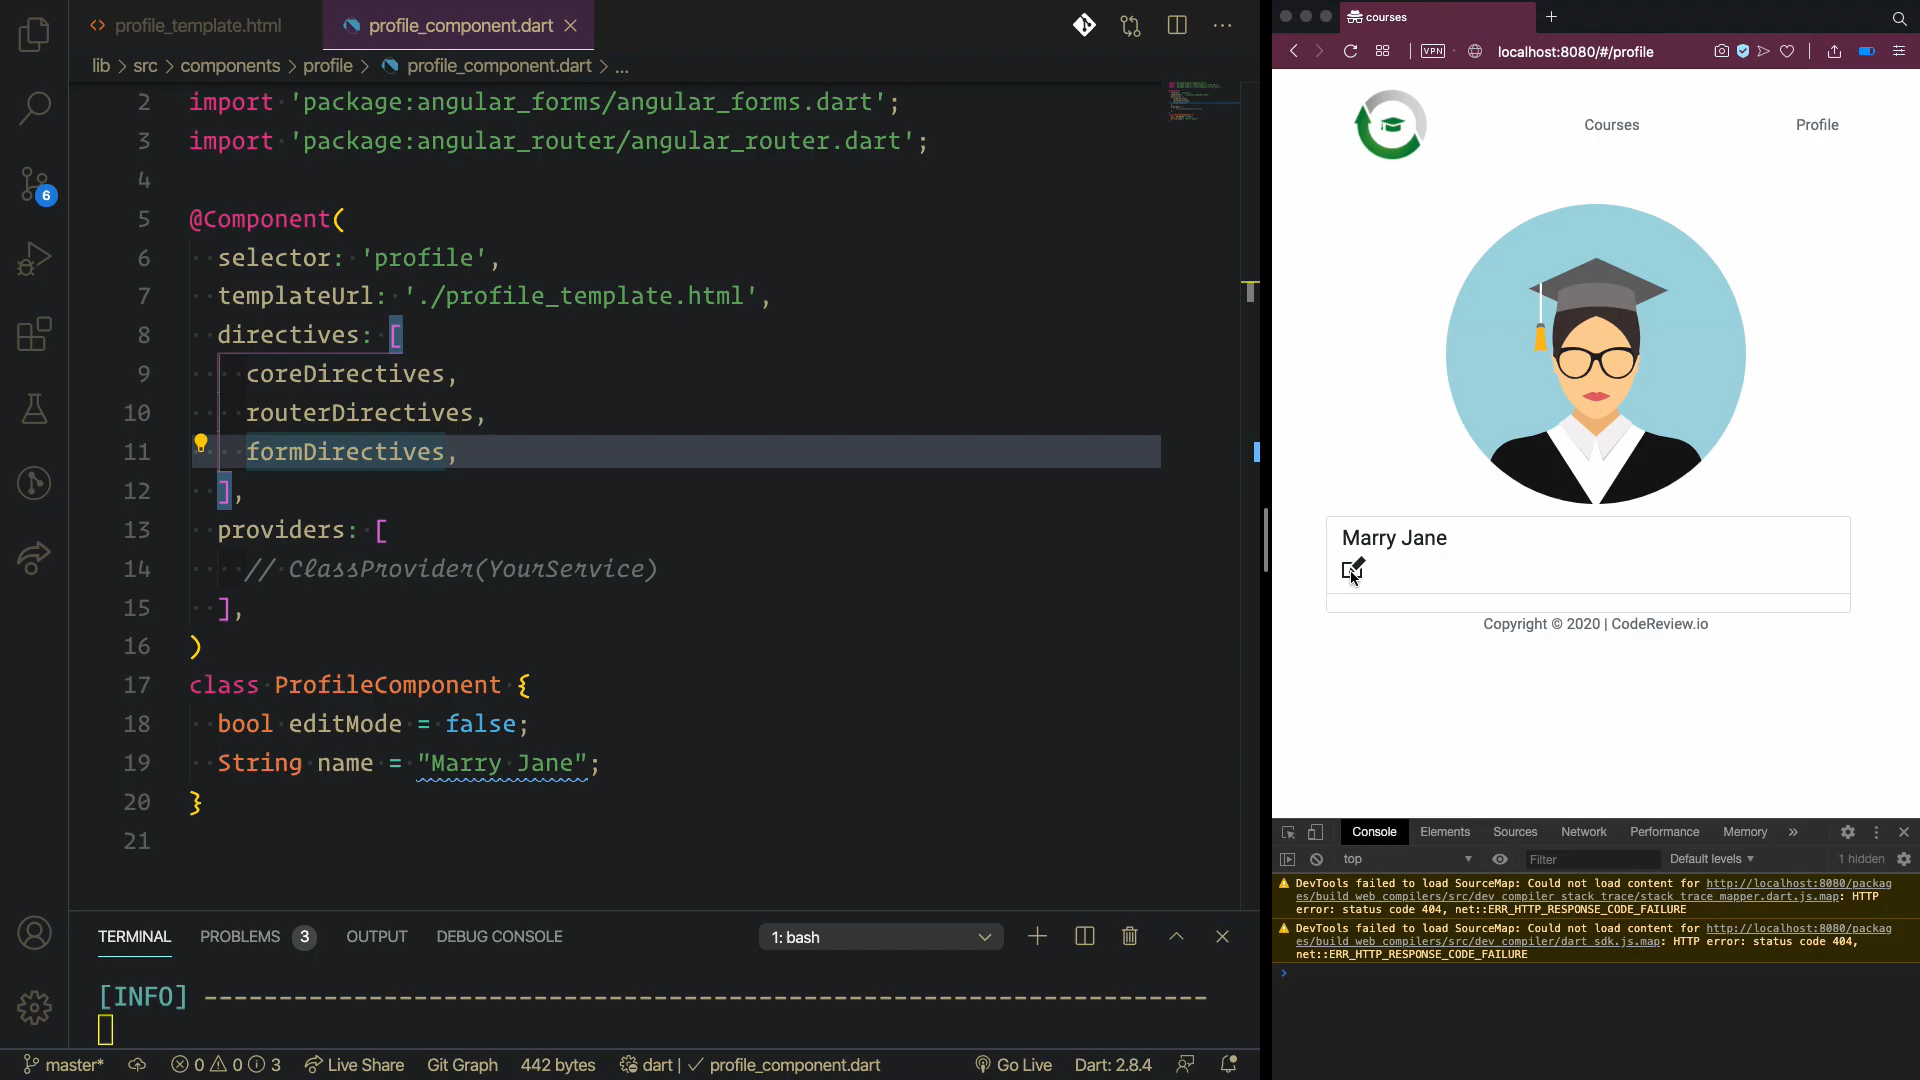 profile_template.html
profile_component.dart
lib > src > components > profile > profile_component.dart > ...
2 import 'package:angular_forms/angular_forms.dart';
3 import 'package:angular_router/angular_router.dart';
4
5 @Component(
6 selector: 'profile',
7 templateUrl: './profile_template.html',
8 directives: [
9 coreDirectives,
10 routerDirectives,
11 formDirectives,
12 ],
13 providers: [
14 // ClassProvider(YourService)
15 ],
16 )
17 class ProfileComponent {
18 bool editMode = false;
19 String name = "Marry Jane";
20 }
21
6
TERMINAL PROBLEMS 3 OUTPUT DEBUG CONSOLE 1: bash
[INFO] ----------------------------------------------------------------------
master* 0 0 3 Live Share Git Graph 442 bytes dart | ✓ profile_component.dart Go Live Dart: 2.8.4
courses
VPN localhost:8080/#/profile
Courses Profile
Marry Jane
Copyright © 2020 | CodeReview.io
Console Elements Sources Network Performance Memory »
top Filter Default levels 1 hidden
DevTools failed to load SourceMap: Could not load content for http://localhost:8080/packag
es/build_web_compilers/src/dev_compiler_stack_trace/stack_trace_mapper.dart.js.map: HTTP
error: status code 404, net::ERR_HTTP_RESPONSE_CODE_FAILURE
DevTools failed to load SourceMap: Could not load content for http://localhost:8080/packag
es/build_web_compilers/src/dev_compiler/dart_sdk.js.map: HTTP error: status code 404,
net::ERR_HTTP_RESPONSE_CODE_FAILURE